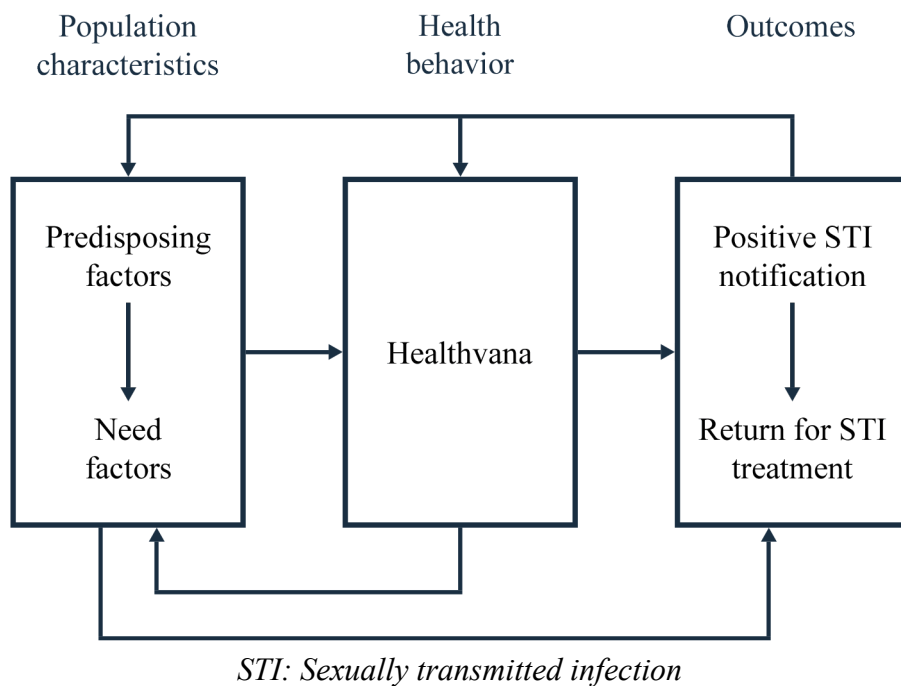 Population
characteristics
Health
behavior
Outcomes
Predisposing
factors
Need
factors
Healthvana
Positive STI
notification
Return for STI
treatment
STI: Sexually transmitted infection